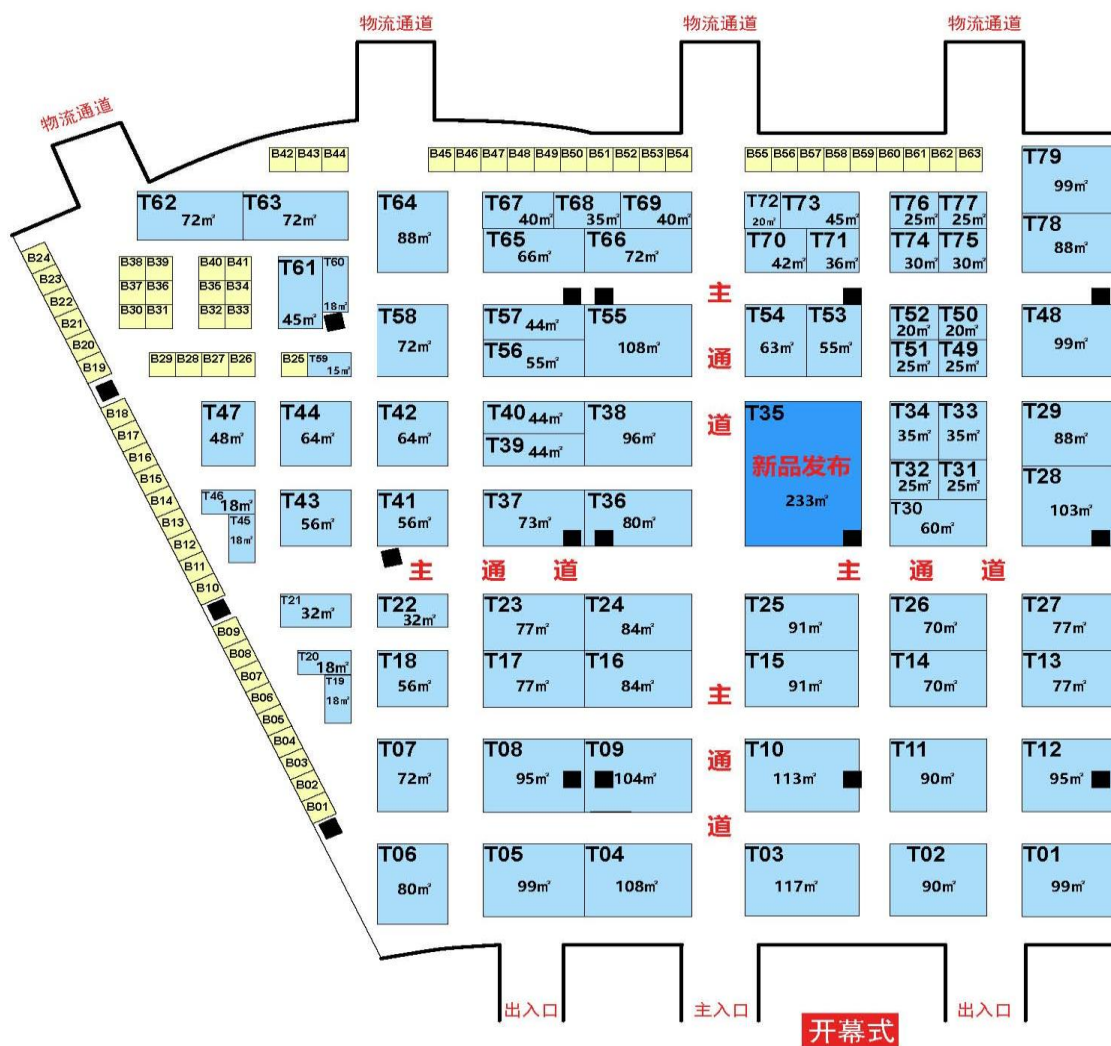 物流通道
物流通道
物流通道
物流通道
B42 B43 B44
B45 B46 B47 B48 B49 B50 B51 B52 B53 B54
B55 B56 B57 B58 B59 B60 B61 B62 B63
T79
99㎡
T62
72㎡
T63
72㎡
T64
88㎡
T67
40㎡
T68
35㎡
T69
40㎡
T65
66㎡
T66
72㎡
T72
20㎡
T73
45㎡
T70
42㎡
T71
36㎡
T76
25㎡
T77
25㎡
T74
30㎡
T75
30㎡
T78
88㎡
B24
B23
B22
B21
B20
B19
B38 B39
B37 B36
B30 B31
B40 B41
B35 B34
B32 B33
T61
45㎡
T60
18㎡
主
通
道
T58
72㎡
T57 44㎡
T56
55㎡
T55
108㎡
T54
63㎡
T53
55㎡
T52
20㎡
T50
20㎡
T51
25㎡
T49
25㎡
T48
99㎡
B29 B28 B27 B26
B25
T59
15㎡
B18
B17
B16
B15
B14
B13
B12
B11
B10
T47
48㎡
T44
64㎡
T42
64㎡
T40 44㎡
T39 44㎡
T38
96㎡
T35
新品发布
233㎡
T34
35㎡
T33
35㎡
T32
25㎡
T31
25㎡
T30
60㎡
T29
88㎡
T28
103㎡
T46
18㎡
T45
18㎡
T43
56㎡
T41
56㎡
T37
73㎡
T36
80㎡
主 通 道
主 通 道
T21
32㎡
T22
32㎡
T23
77㎡
T24
84㎡
T25
91㎡
T26
70㎡
T27
77㎡
B09
B08
B07
B06
B05
B04
B03
B02
B01
T20
18㎡
T19
18㎡
T18
56㎡
T17
77㎡
T16
84㎡
T15
91㎡
T14
70㎡
T13
77㎡
主
通
道
T07
72㎡
T08
95㎡
T09
104㎡
T10
113㎡
T11
90㎡
T12
95㎡
T06
80㎡
T05
99㎡
T04
108㎡
T03
117㎡
T02
90㎡
T01
99㎡
出入口
主入口
出入口
开幕式